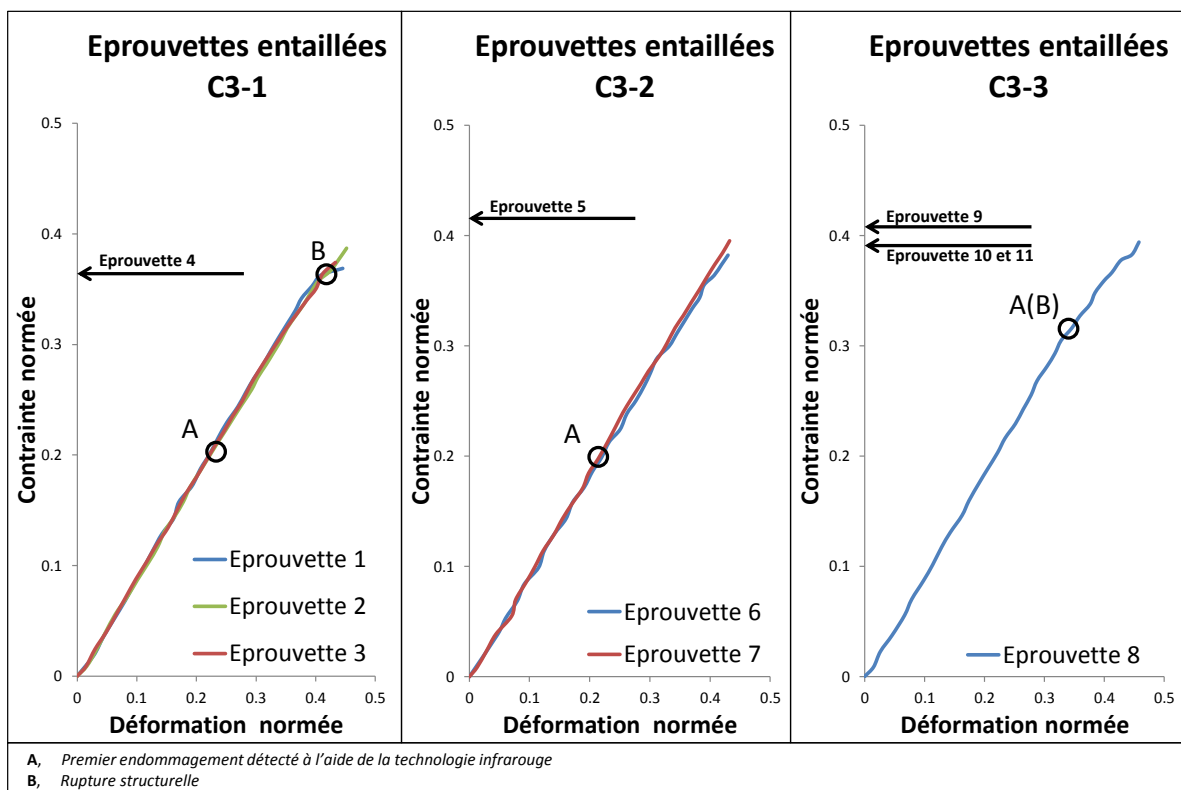 Eprouvettes entaillées
C3-1
0.5
0.4
0.3
0.2
0.1
0
0
0.1
0.2
0.3
0.4
0.5
Contrainte normée
Déformation normée
Eprouvette 4
A
B
Eprouvette 1
Eprouvette 2
Eprouvette 3
Eprouvettes entaillées
C3-2
0.5
0.4
0.3
0.2
0.1
0
0
0.1
0.2
0.3
0.4
0.5
Contrainte normée
Déformation normée
Eprouvette 5
A
Eprouvette 6
Eprouvette 7
Eprouvettes entaillées
C3-3
0.5
0.4
0.3
0.2
0.1
0
0
0.1
0.2
0.3
0.4
0.5
Contrainte normée
Déformation normée
Eprouvette 9
Eprouvette 10 et 11
A(B)
Eprouvette 8
A, Premier endommagement détecté à l'aide de la technologie infrarouge
B, Rupture structurelle